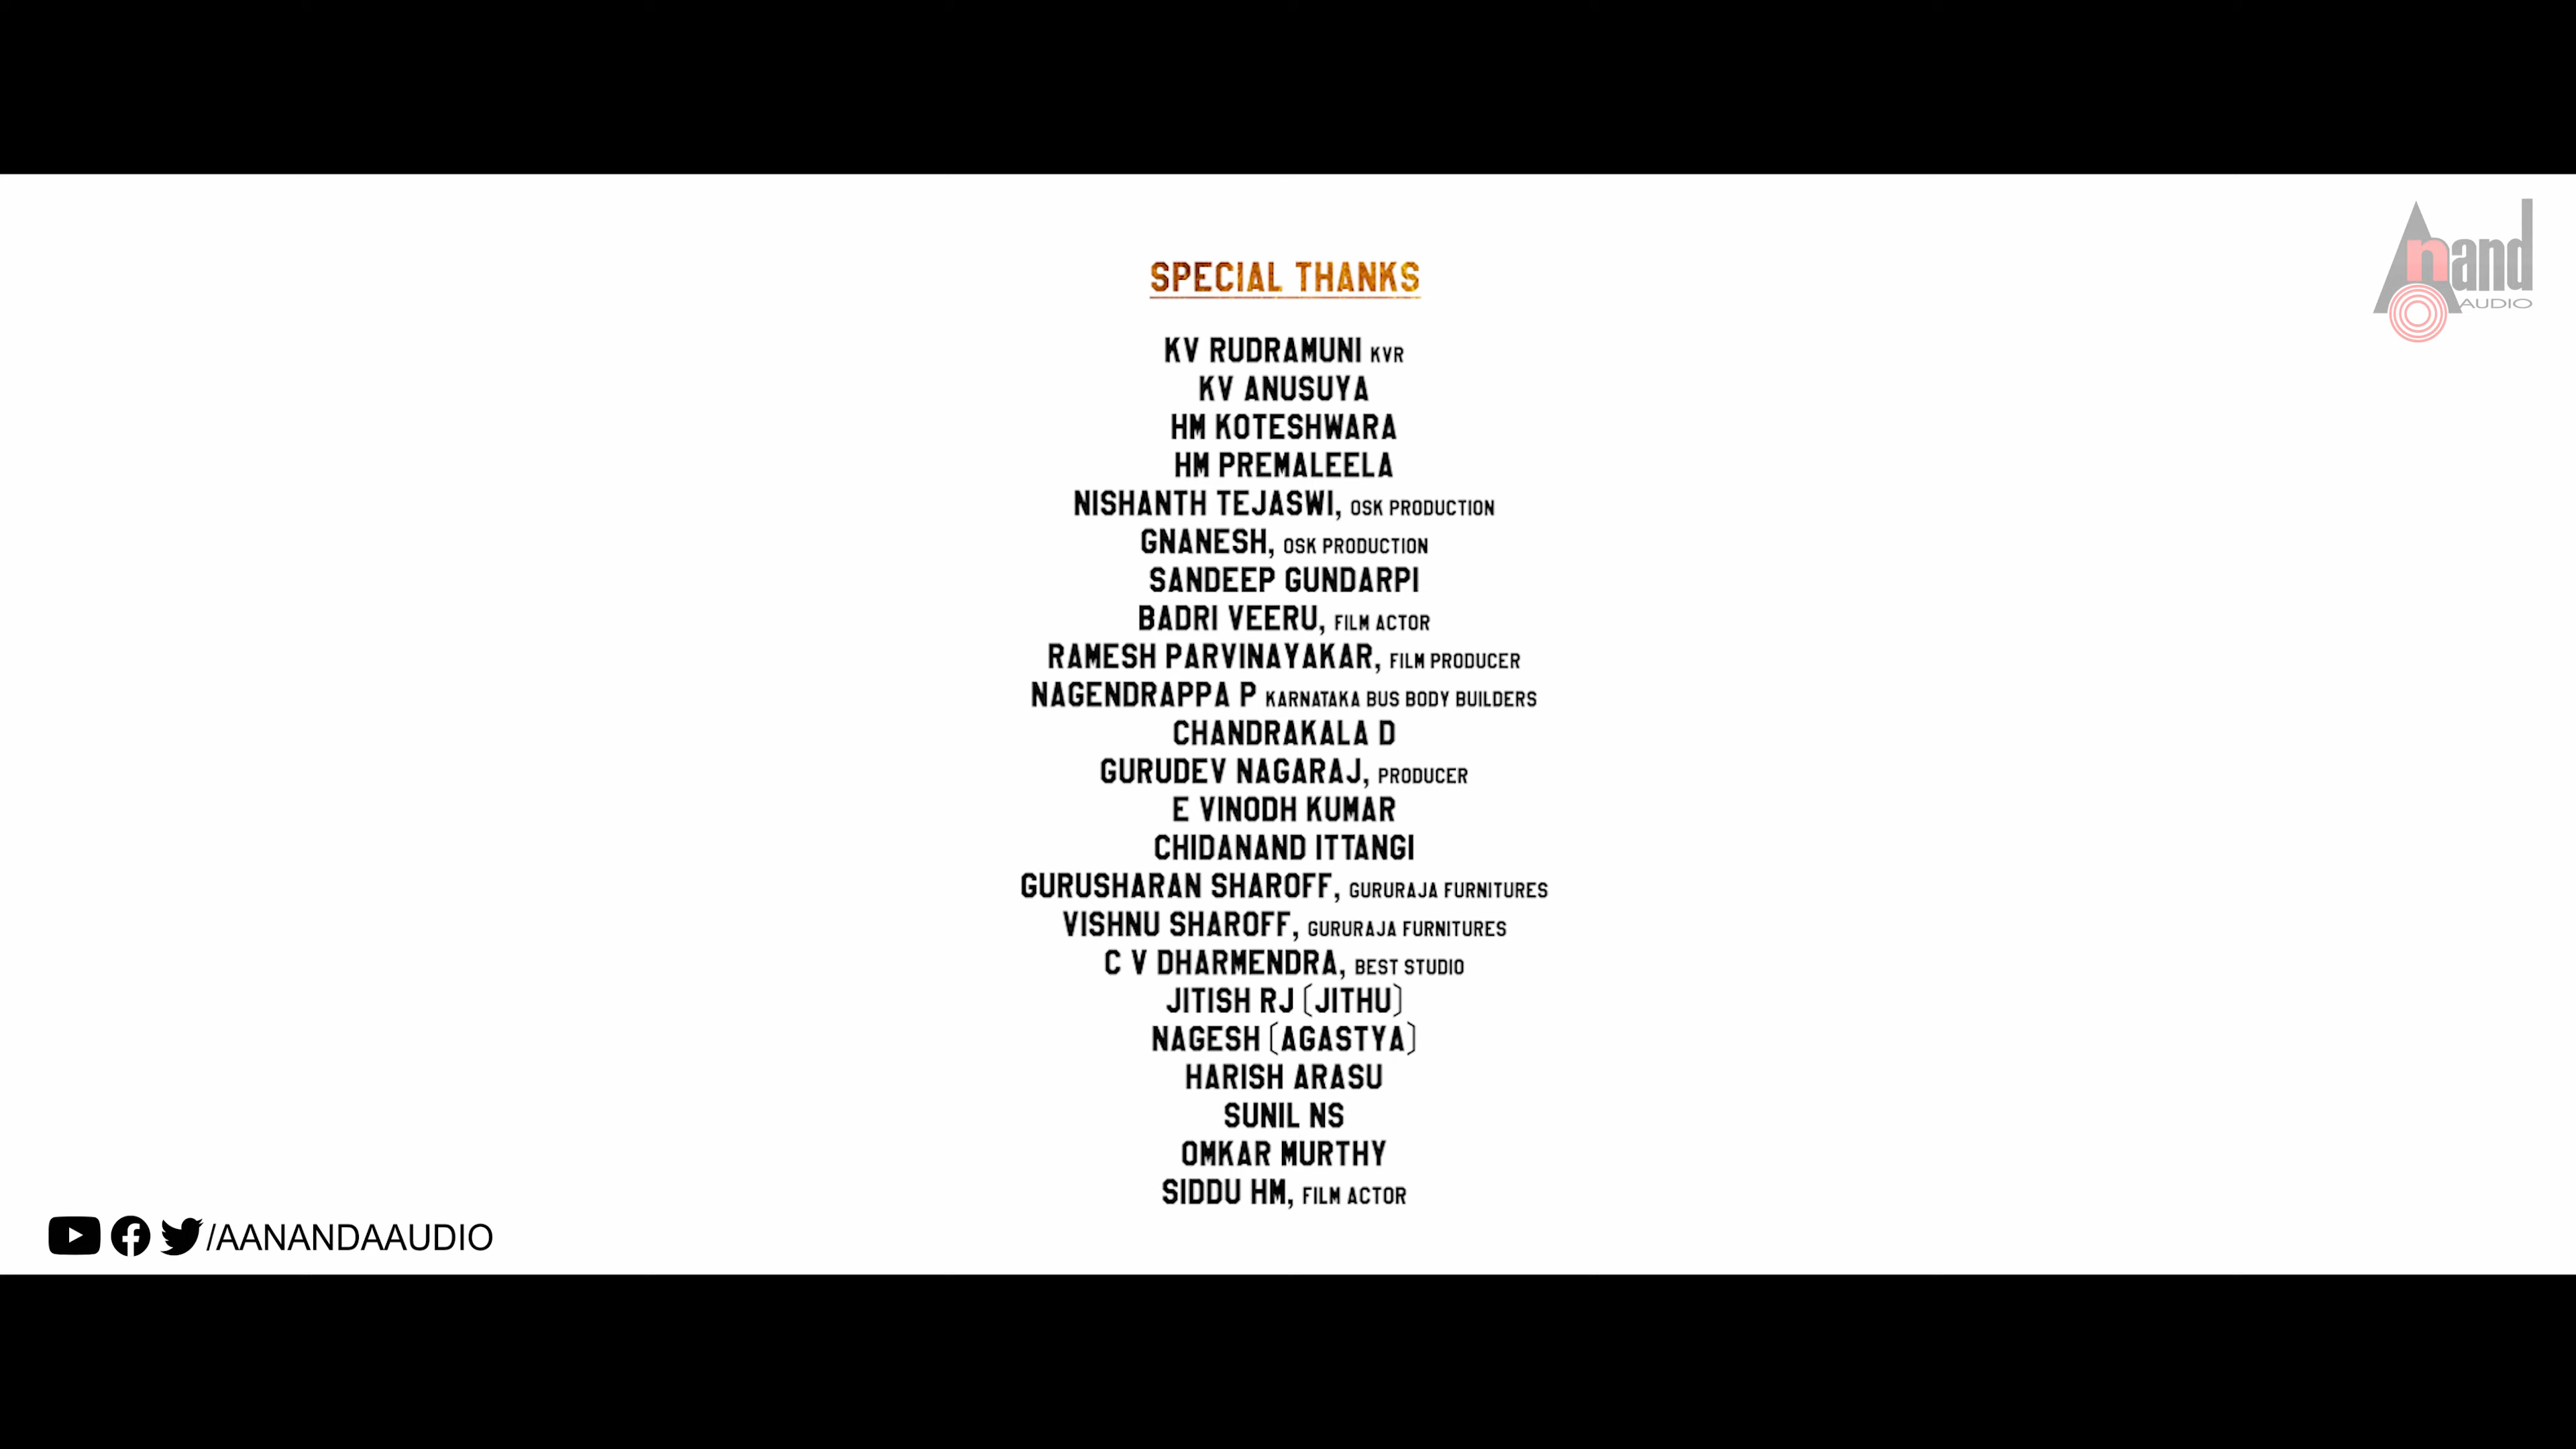 SPECIAL THANKS
Anand
AUDIO
KV RUDRAMUNI KVR
KV ANUSUYA
HM KOTESHWARA
HM PREMALEELA
NISHANTH TEJASWI, OSK PRODUCTION
GNANESH, OSK PRODUCTION
SANDEEP GUNDARPI
BADRI VEERU, FILM ACTOR
RAMESH PARVINAYAKAR, FILM PRODUCER
NAGENDRAPPA P KARNATAKA BUS BODY BUILDERS
CHANDRAKALA D
GURUDEV NAGARAJ, PRODUCER
E VINODH KUMAR
CHIDANAND ITTANGI
GURUSHARAN SHAROFF, GURURAJA FURNITURES
VISHNU SHAROFF, GURURAJA FURNITURES
C V DHARMENDRA, BEST STUDIO
JITISH RJ (JITHU)
NAGESH (AGASTYA)
HARISH ARASU
SUNIL NS
OMKAR MURTHY
SIDDU HM, FILM ACTOR
/AANANDAAUDIO